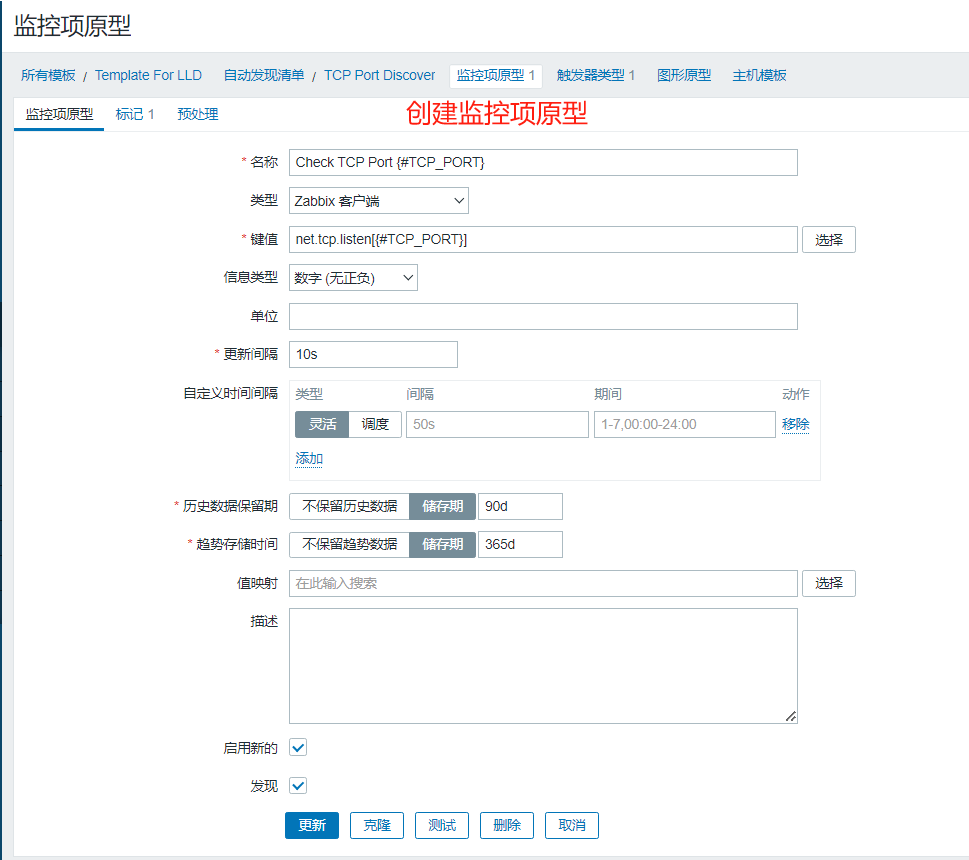 监控项原型
所有模板 / Template For LLD 自动发现清单 / TCP Port Discover 监控项原型 1 触发器类型 1 图形原型 主机模板
监控项原型 标记 1 预处理 创建监控项原型
* 名称 Check TCP Port {#TCP_PORT}
类型 Zabbix 客户端
* 键值 net.tcp.listen[{#TCP_PORT}] 选择
信息类型 数字 (无正负)
单位
* 更新间隔 10s
自定义时间间隔 类型 间隔 期间 动作
灵活 调度 50s 1-7,00:00-24:00 移除
添加
* 历史数据保留期 不保留历史数据 储存期 90d
* 趋势存储时间 不保留趋势数据 储存期 365d
值映射 在此输入搜索 选择
描述
启用新的
发现
更新 克隆 测试 删除 取消